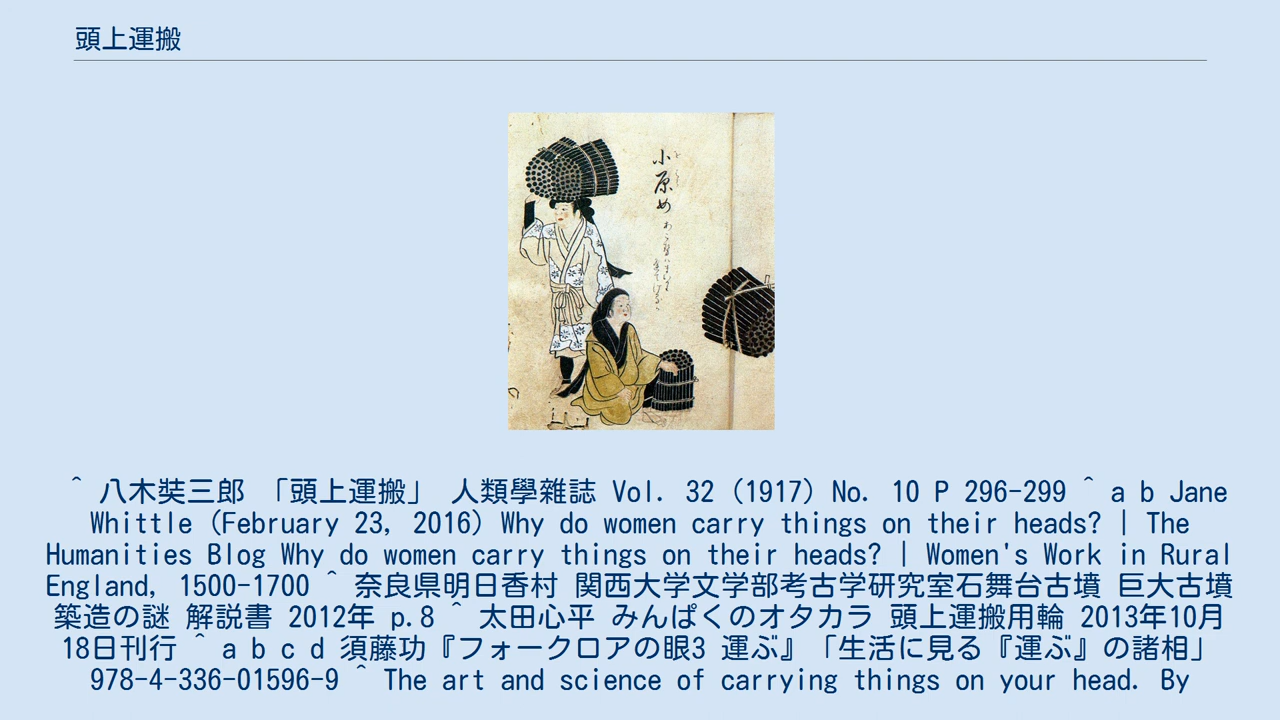 頭上運搬
小原め
^ 八木奘三郎 「頭上運搬」 人類學雜誌 Vol. 32 (1917) No. 10 P 296-299 ^ a b Jane
Whittle (February 23, 2016) Why do women carry things on their heads? | The
Humanities Blog Why do women carry things on their heads? | Women's Work in Rural
England, 1500-1700 ^ 奈良県明日香村 関西大学文学部考古学研究室石舞台古墳 巨大古墳
築造の謎 解説書 2012年 p.8 ^ 太田心平 みんぱくのオタカラ 頭上運搬用輪 2013年10月
18日刊行 ^ a b c d 須藤功『フォークロアの眼3 運ぶ』「生活に見る『運ぶ』の諸相」
978-4-336-01596-9 ^ The art and science of carrying things on your head. By